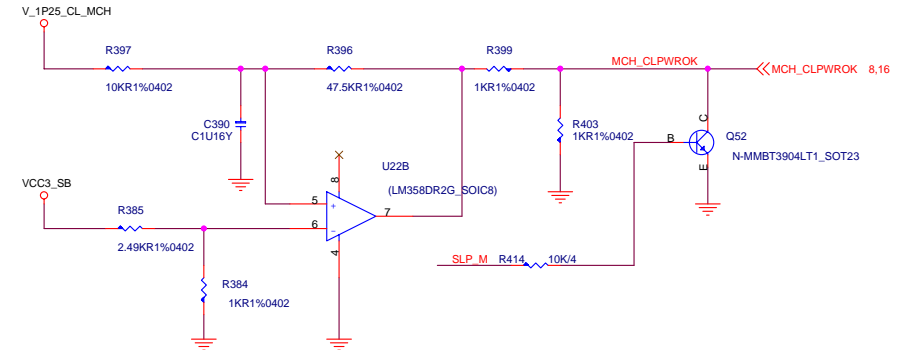 V_1P25_CL_MCH
R397
R396
R399
MCH_CLPWROK
MCH_CLPWROK 8,16
10KR1%0402
47.5KR1%0402
1KR1%0402
C390
C1U16Y
R403
1KR1%0402
C
B
E
Q52
N-MMBT3904LT1_SOT23
U22B
(LM358DR2G_SOIC8)
VCC3_SB
8
5
+
7
6
-
4
R385
2.49KR1%0402
SLP_M
R414
10K/4
R384
1KR1%0402